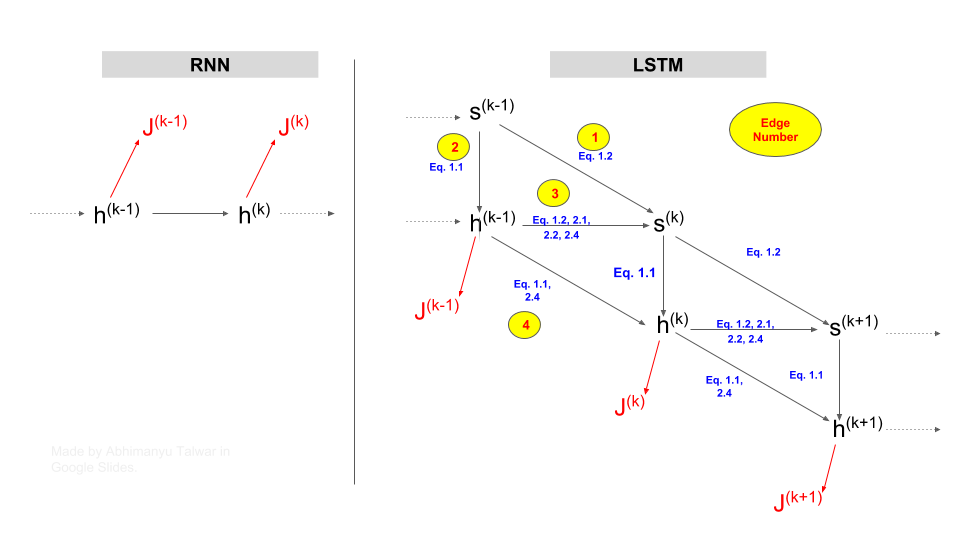 RNN
J(k-1)
J(k)
h(k-1)
h(k)
Made by Abhimanyu Talwar in
Google Slides.
LSTM
Edge
Number
s(k-1)
1
Eq. 1.2
2
Eq. 1.1
3
h(k-1)
Eq. 1.2, 2.1,
2.2, 2.4
s(k)
Eq. 1.2
Eq. 1.1
Eq. 1.1,
2.4
4
J(k-1)
h(k)
Eq. 1.2, 2.1,
2.2, 2.4
s(k+1)
Eq. 1.1,
2.4
Eq. 1.1
J(k)
h(k+1)
J(k+1)